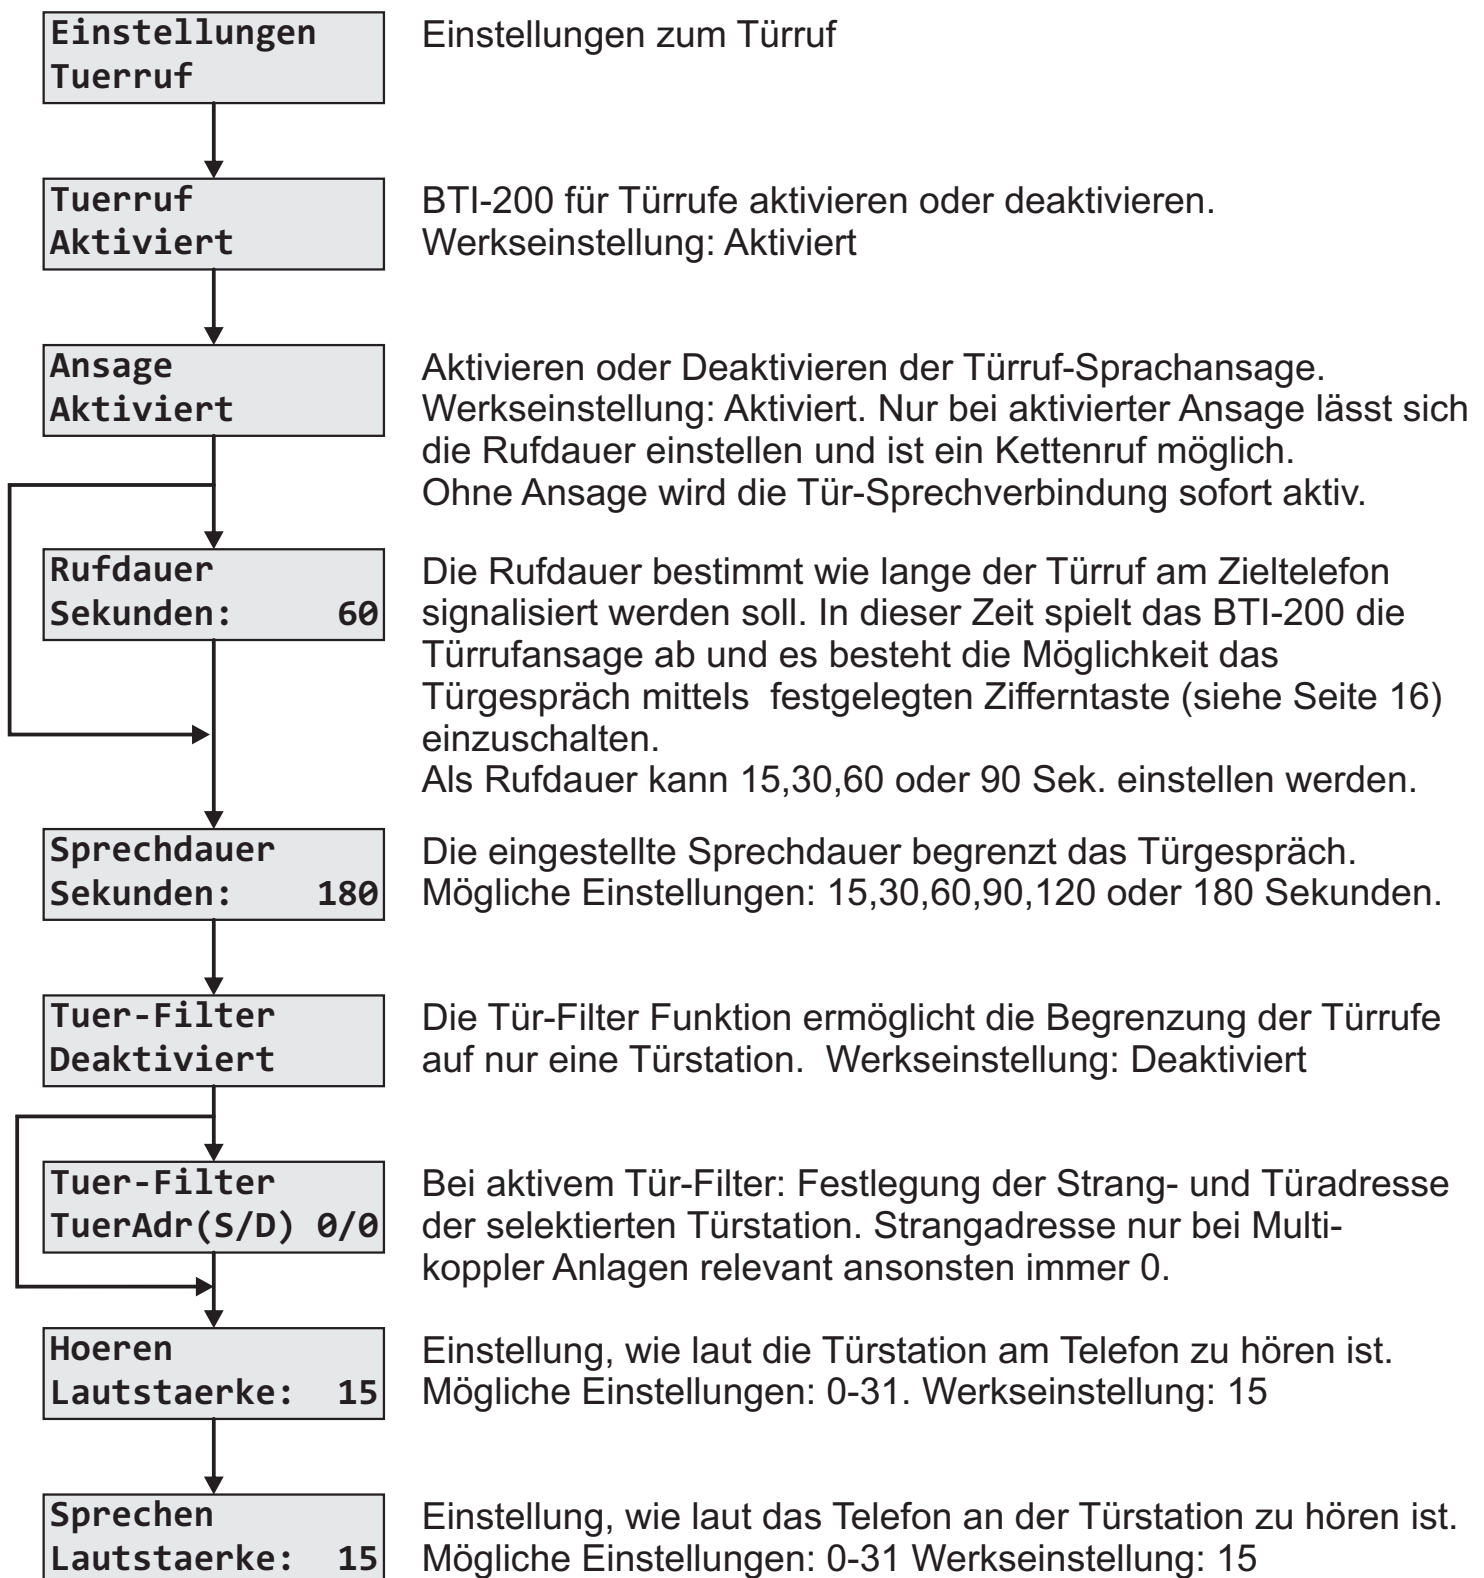 Einstellungen
Tuerruf
Einstellungen zum Türruf
Tuerruf
Aktiviert
BTI-200 für Türrufe aktivieren oder deaktivieren.
Werkseinstellung: Aktiviert
Ansage
Aktiviert
Aktivieren oder Deaktivieren der Türruf-Sprachansage.
Werkseinstellung: Aktiviert. Nur bei aktivierter Ansage lässt sich
die Rufdauer einstellen und ist ein Kettenruf möglich.
Ohne Ansage wird die Tür-Sprechverbindung sofort aktiv.
Rufdauer
Sekunden: 60
Die Rufdauer bestimmt wie lange der Türruf am Zieltelefon
signalisiert werden soll. In dieser Zeit spielt das BTI-200 die
Türrufansage ab und es besteht die Möglichkeit das
Türgespräch mittels  festgelegten Zifferntaste (siehe Seite 16)
einzuschalten.
Als Rufdauer kann 15,30,60 oder 90 Sek. einstellen werden.
Sprechdauer
Sekunden: 180
Die eingestellte Sprechdauer begrenzt das Türgespräch.
Mögliche Einstellungen: 15,30,60,90,120 oder 180 Sekunden.
Tuer-Filter
Deaktiviert
Die Tür-Filter Funktion ermöglicht die Begrenzung der Türrufe
auf nur eine Türstation.  Werkseinstellung: Deaktiviert
Tuer-Filter
TuerAdr(S/D) 0/0
Bei aktivem Tür-Filter: Festlegung der Strang- und Türadresse
der selektierten Türstation. Strangadresse nur bei Multi-
koppler Anlagen relevant ansonsten immer 0.
Hoeren
Lautstaerke: 15
Einstellung, wie laut die Türstation am Telefon zu hören ist.
Mögliche Einstellungen: 0-31. Werkseinstellung: 15
Sprechen
Lautstaerke: 15
Einstellung, wie laut das Telefon an der Türstation zu hören ist.
Mögliche Einstellungen: 0-31 Werkseinstellung: 15